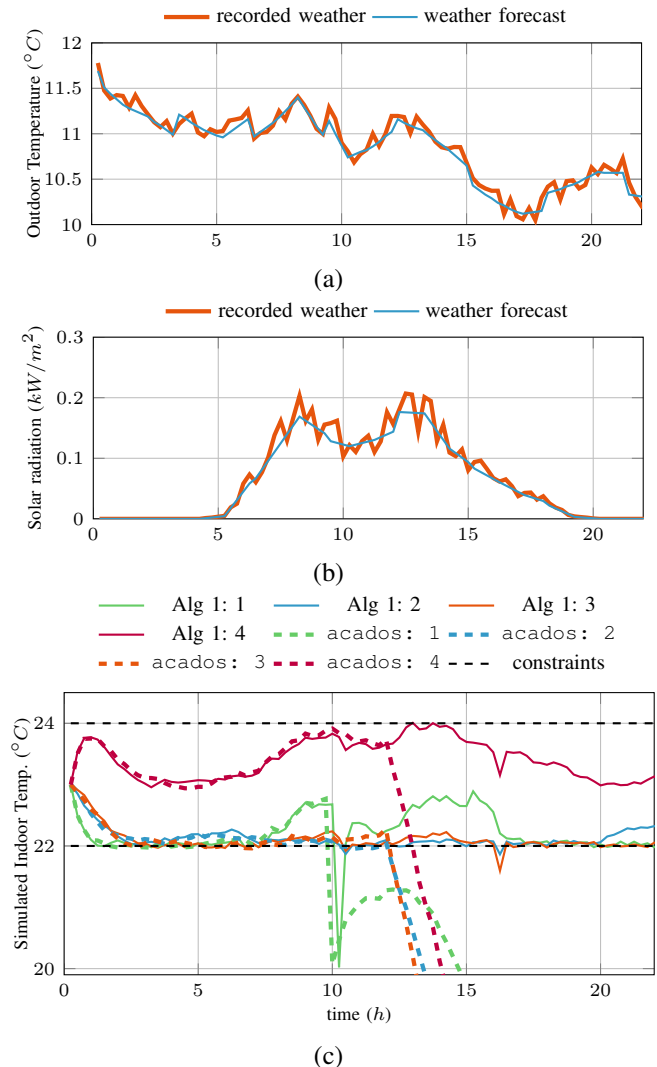 recorded weather weather forecast
Outdoor Temperature (°C)
12
11.5
11
10.5
10
0 5 10 15 20
(a)
recorded weather weather forecast
Solar radiation (kW/m²)
0.3
0.2
0.1
0
0 5 10 15 20
(b)
Alg 1: 1 Alg 1: 2 Alg 1: 3
Alg 1: 4 acados: 1 acados: 2
acados: 3 acados: 4 constraints
Simulated Indoor Temp. (°C)
24
22
20
0 5 10 15 20
time (h)
(c)